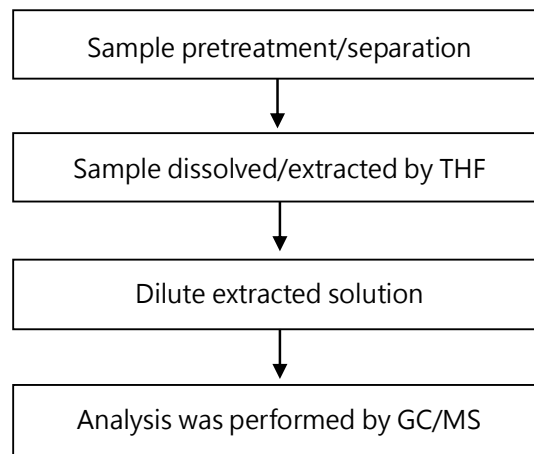 Sample pretreatment/separation
Sample dissolved/extracted by THF
Dilute extracted solution
Analysis was performed by GC/MS